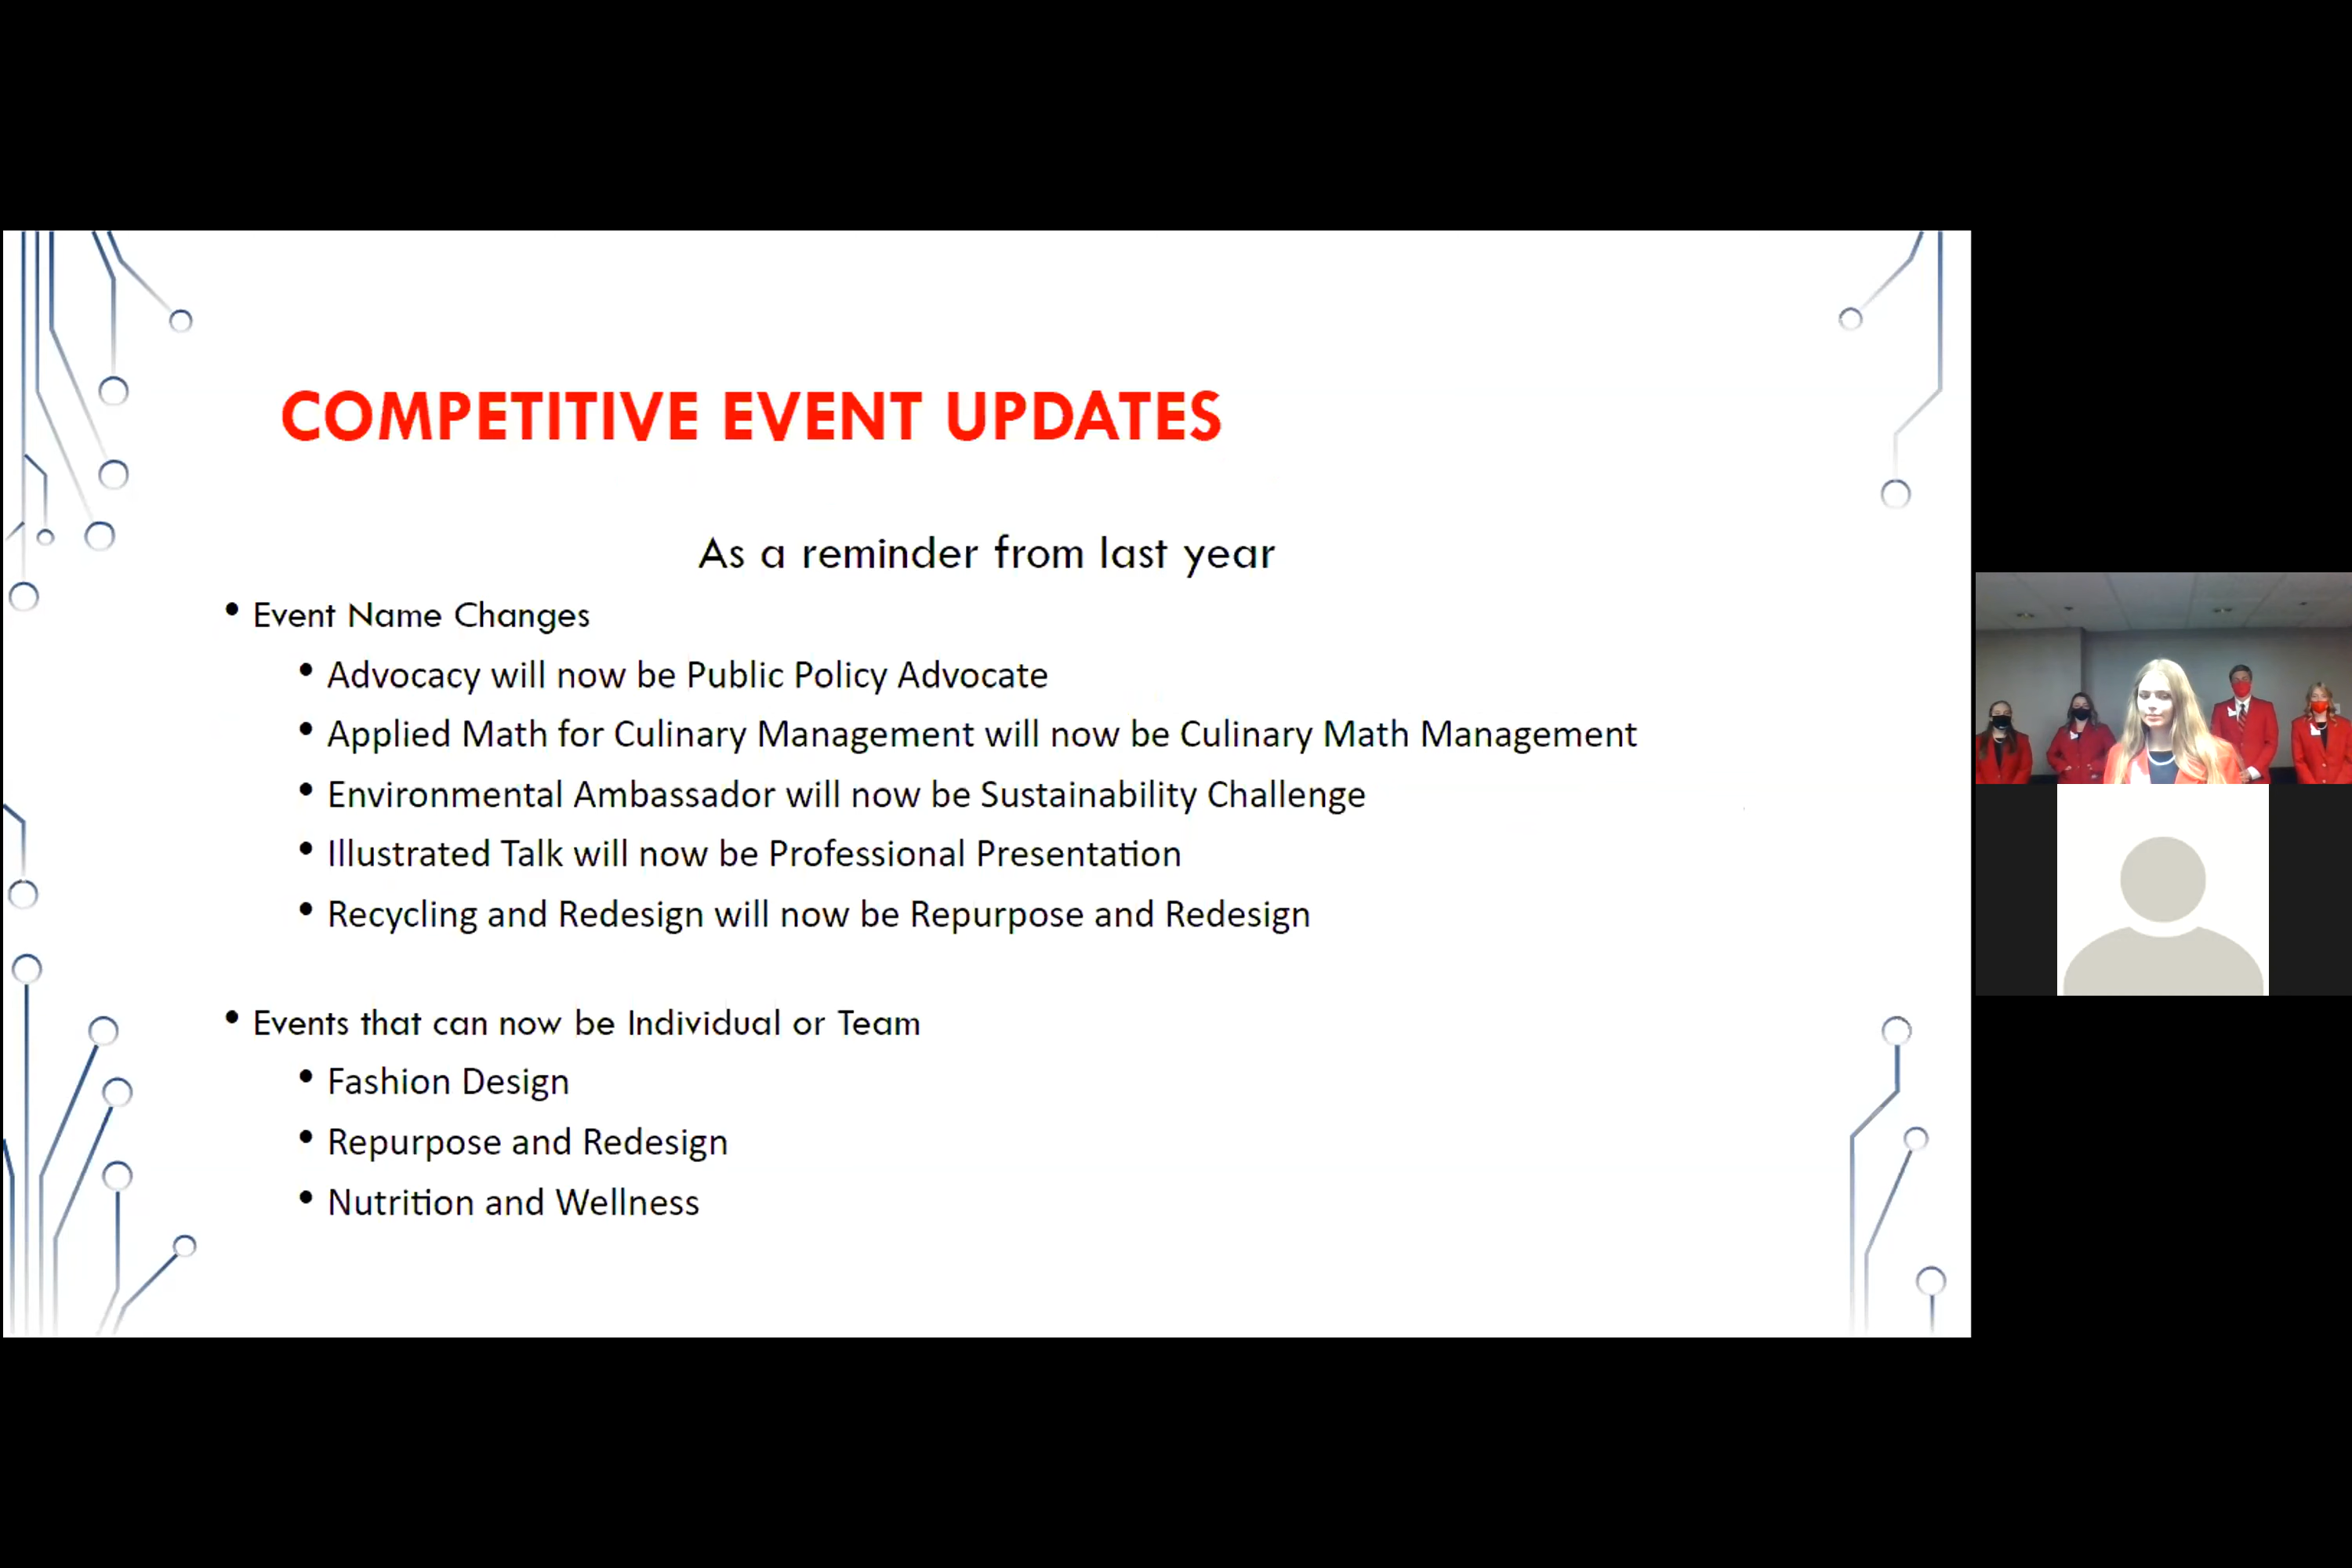 COMPETITIVE EVENT UPDATES
As a reminder from last year
• Event Name Changes
• Advocacy will now be Public Policy Advocate
• Applied Math for Culinary Management will now be Culinary Math Management
• Environmental Ambassador will now be Sustainability Challenge
• Illustrated Talk will now be Professional Presentation
• Recycling and Redesign will now be Repurpose and Redesign
• Events that can now be Individual or Team
• Fashion Design
• Repurpose and Redesign
• Nutrition and Wellness